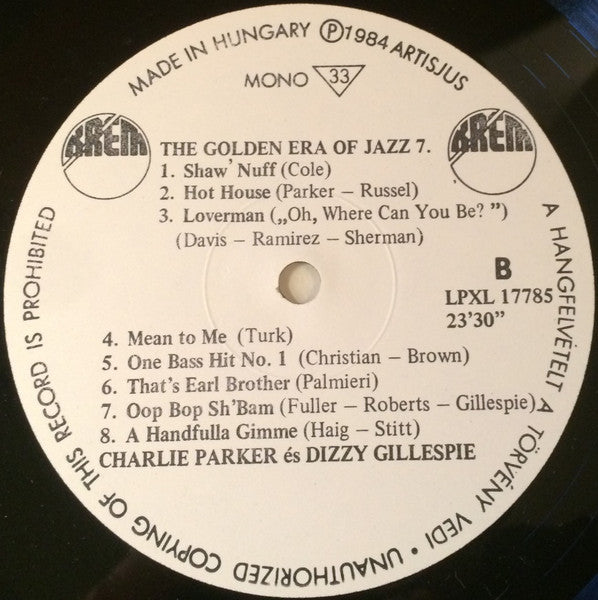 MADE IN HUNGARY Ⓟ 1984 ARTISJUS
MONO 33
KRÉM KRÉM
THE GOLDEN ERA OF JAZZ 7.
1. Shaw' Nuff (Cole)
2. Hot House (Parker – Russel)
3. Loverman („Oh, Where Can You Be? ")
(Davis – Ramirez – Sherman)
B
LPXL 17785
23'30"
4. Mean to Me (Turk)
5. One Bass Hit No. 1 (Christian – Brown)
6. That's Earl Brother (Palmieri)
7. Oop Bop Sh'Bam (Fuller – Roberts – Gillespie)
8. A Handfulla Gimme (Haig – Stitt)
CHARLIE PARKER és DIZZY GILLESPIE
A HANGFELVÉTELT A TÖRVÉNY VEDI • UNAUTHORIZED COPYING OF THIS RECORD IS PROHIBITED